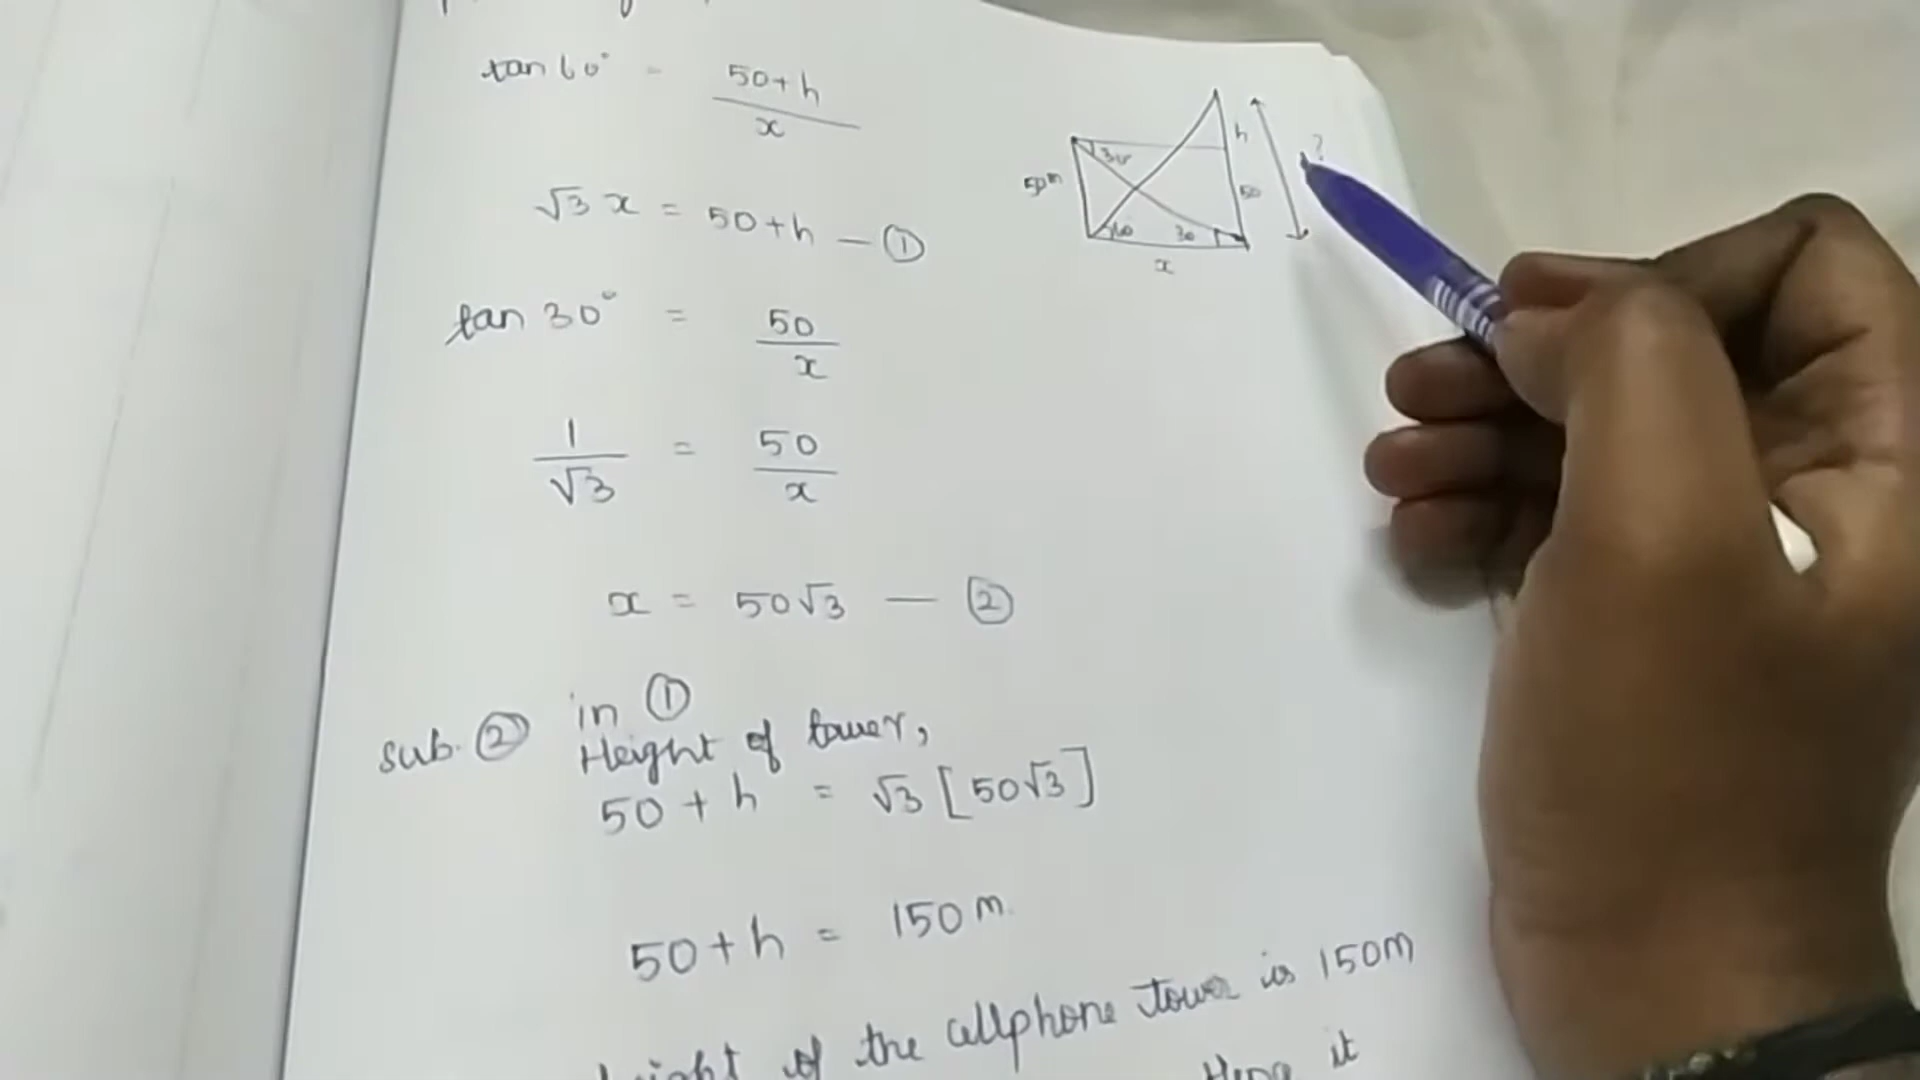 tan 60° = 50+h / x
√3 x = 50+h — ①
tan 30° = 50 / x
1 / √3 = 50 / x
x = 50√3 — ②
sub. ② in ①
Height of tower,
50 + h = √3 [50√3]
50 + h = 150 m.
of the cellphone tower is 150m
it
h
?
30°
50m
50
60
30
x